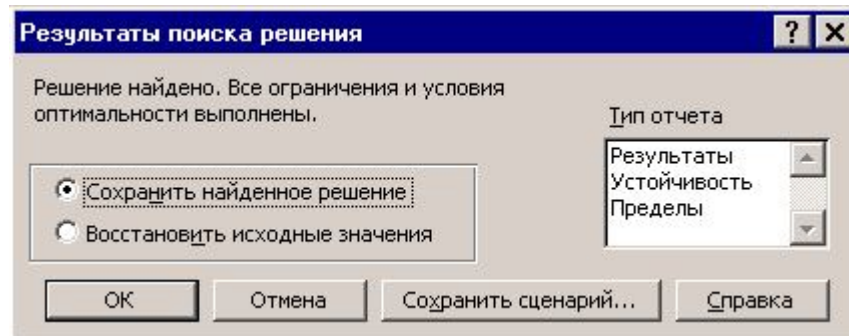 Результаты поиска решения
Решение найдено. Все ограничения и условия
оптимальности выполнены.
Тип отчета
Результаты
Устойчивость
Пределы
Сохранить найденное решение
Восстановить исходные значения
ОК
Отмена
Сохранить сценарий...
Справка